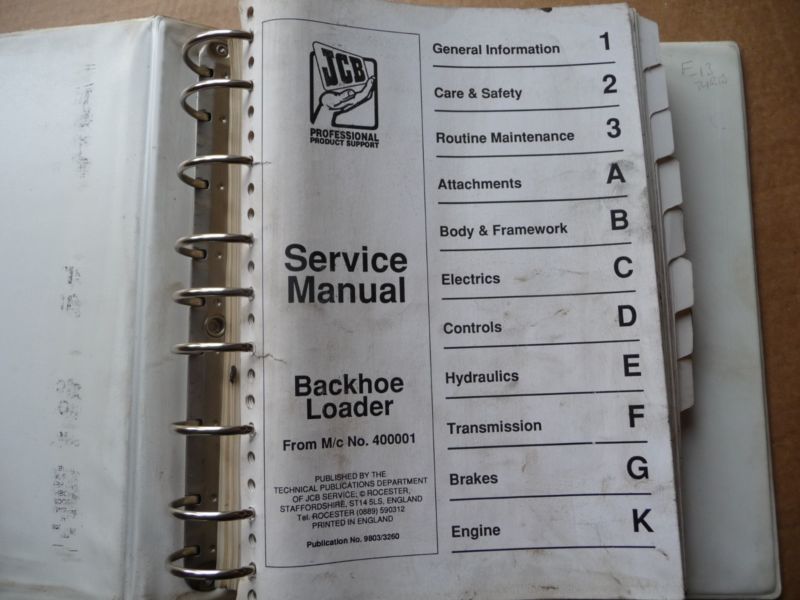 JCB
PROFESSIONAL
PRODUCT SUPPORT
Service
Manual
Backhoe
Loader
From M/c No. 400001
PUBLISHED BY THE
TECHNICAL PUBLICATIONS DEPARTMENT
OF JCB SERVICE; © ROCESTER,
STAFFORDSHIRE, ST14 5LS, ENGLAND
Tel. ROCESTER (0889) 590312
PRINTED IN ENGLAND
Publication No. 9803/3260
General Information 1
Care & Safety 2
Routine Maintenance 3
Attachments A
Body & Framework B
Electrics C
Controls D
Hydraulics E
Transmission F
Brakes G
Engine K
E13